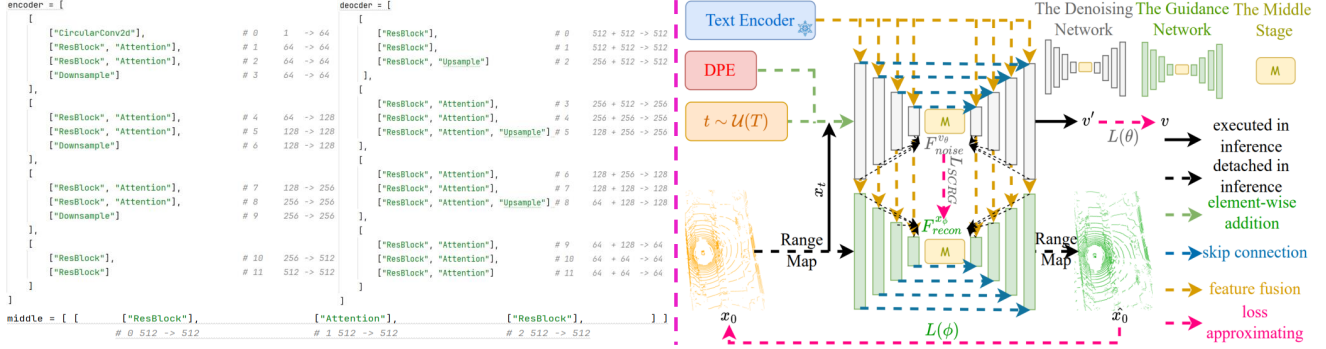 encoder = [
[
["CircularConv2d"], # 0 1 -> 64
["ResBlock", "Attention"], # 1 64 -> 64
["ResBlock", "Attention"], # 2 64 -> 64
["Downsample"] # 3 64 -> 64
],
[
["ResBlock", "Attention"], # 4 64 -> 128
["ResBlock", "Attention"], # 5 128 -> 128
["Downsample"] # 6 128 -> 128
],
[
["ResBlock", "Attention"], # 7 128 -> 256
["ResBlock", "Attention"], # 8 256 -> 256
["Downsample"] # 9 256 -> 256
],
[
["ResBlock"], # 10 256 -> 512
["ResBlock"] # 11 512 -> 512
]
]
deocder = [
[
["ResBlock"], # 0 512 + 512 -> 512
["ResBlock"], # 1 512 + 512 -> 512
["ResBlock", "Upsample"] # 2 256 + 512 -> 512
],
[
["ResBlock", "Attention"], # 3 256 + 512 -> 256
["ResBlock", "Attention"], # 4 256 + 256 -> 256
["ResBlock", "Attention", "Upsample"] # 5 128 + 256 -> 256
],
[
["ResBlock", "Attention"], # 6 128 + 256 -> 128
["ResBlock", "Attention"], # 7 128 + 128 -> 128
["ResBlock", "Attention", "Upsample"] # 8 64 + 128 -> 128
],
[
["ResBlock", "Attention"], # 9 64 + 128 -> 64
["ResBlock", "Attention"], # 10 64 + 64 -> 64
["ResBlock", "Attention"], # 11 64 + 64 -> 64
]
]
middle = [ [ ["ResBlock"], ["Attention"], ["ResBlock"], ] ]
# 0 512 -> 512 # 1 512 -> 512 # 2 512 -> 512
Text Encoder
DPE
t ∼ U(T)
x_t
M
F_{noise}^{v_θ}
L_{SCRG}
F_{recon}^{x_φ}
M
Range
Map
Range
Map
x_0
L(ϕ)
x̂_0
v′
L(θ)
v
The Denoising
Network
The Guidance
Network
The Middle
Stage
M
executed in
inference
detached in
inference
element-wise
addition
skip connection
feature fusion
loss
approximating